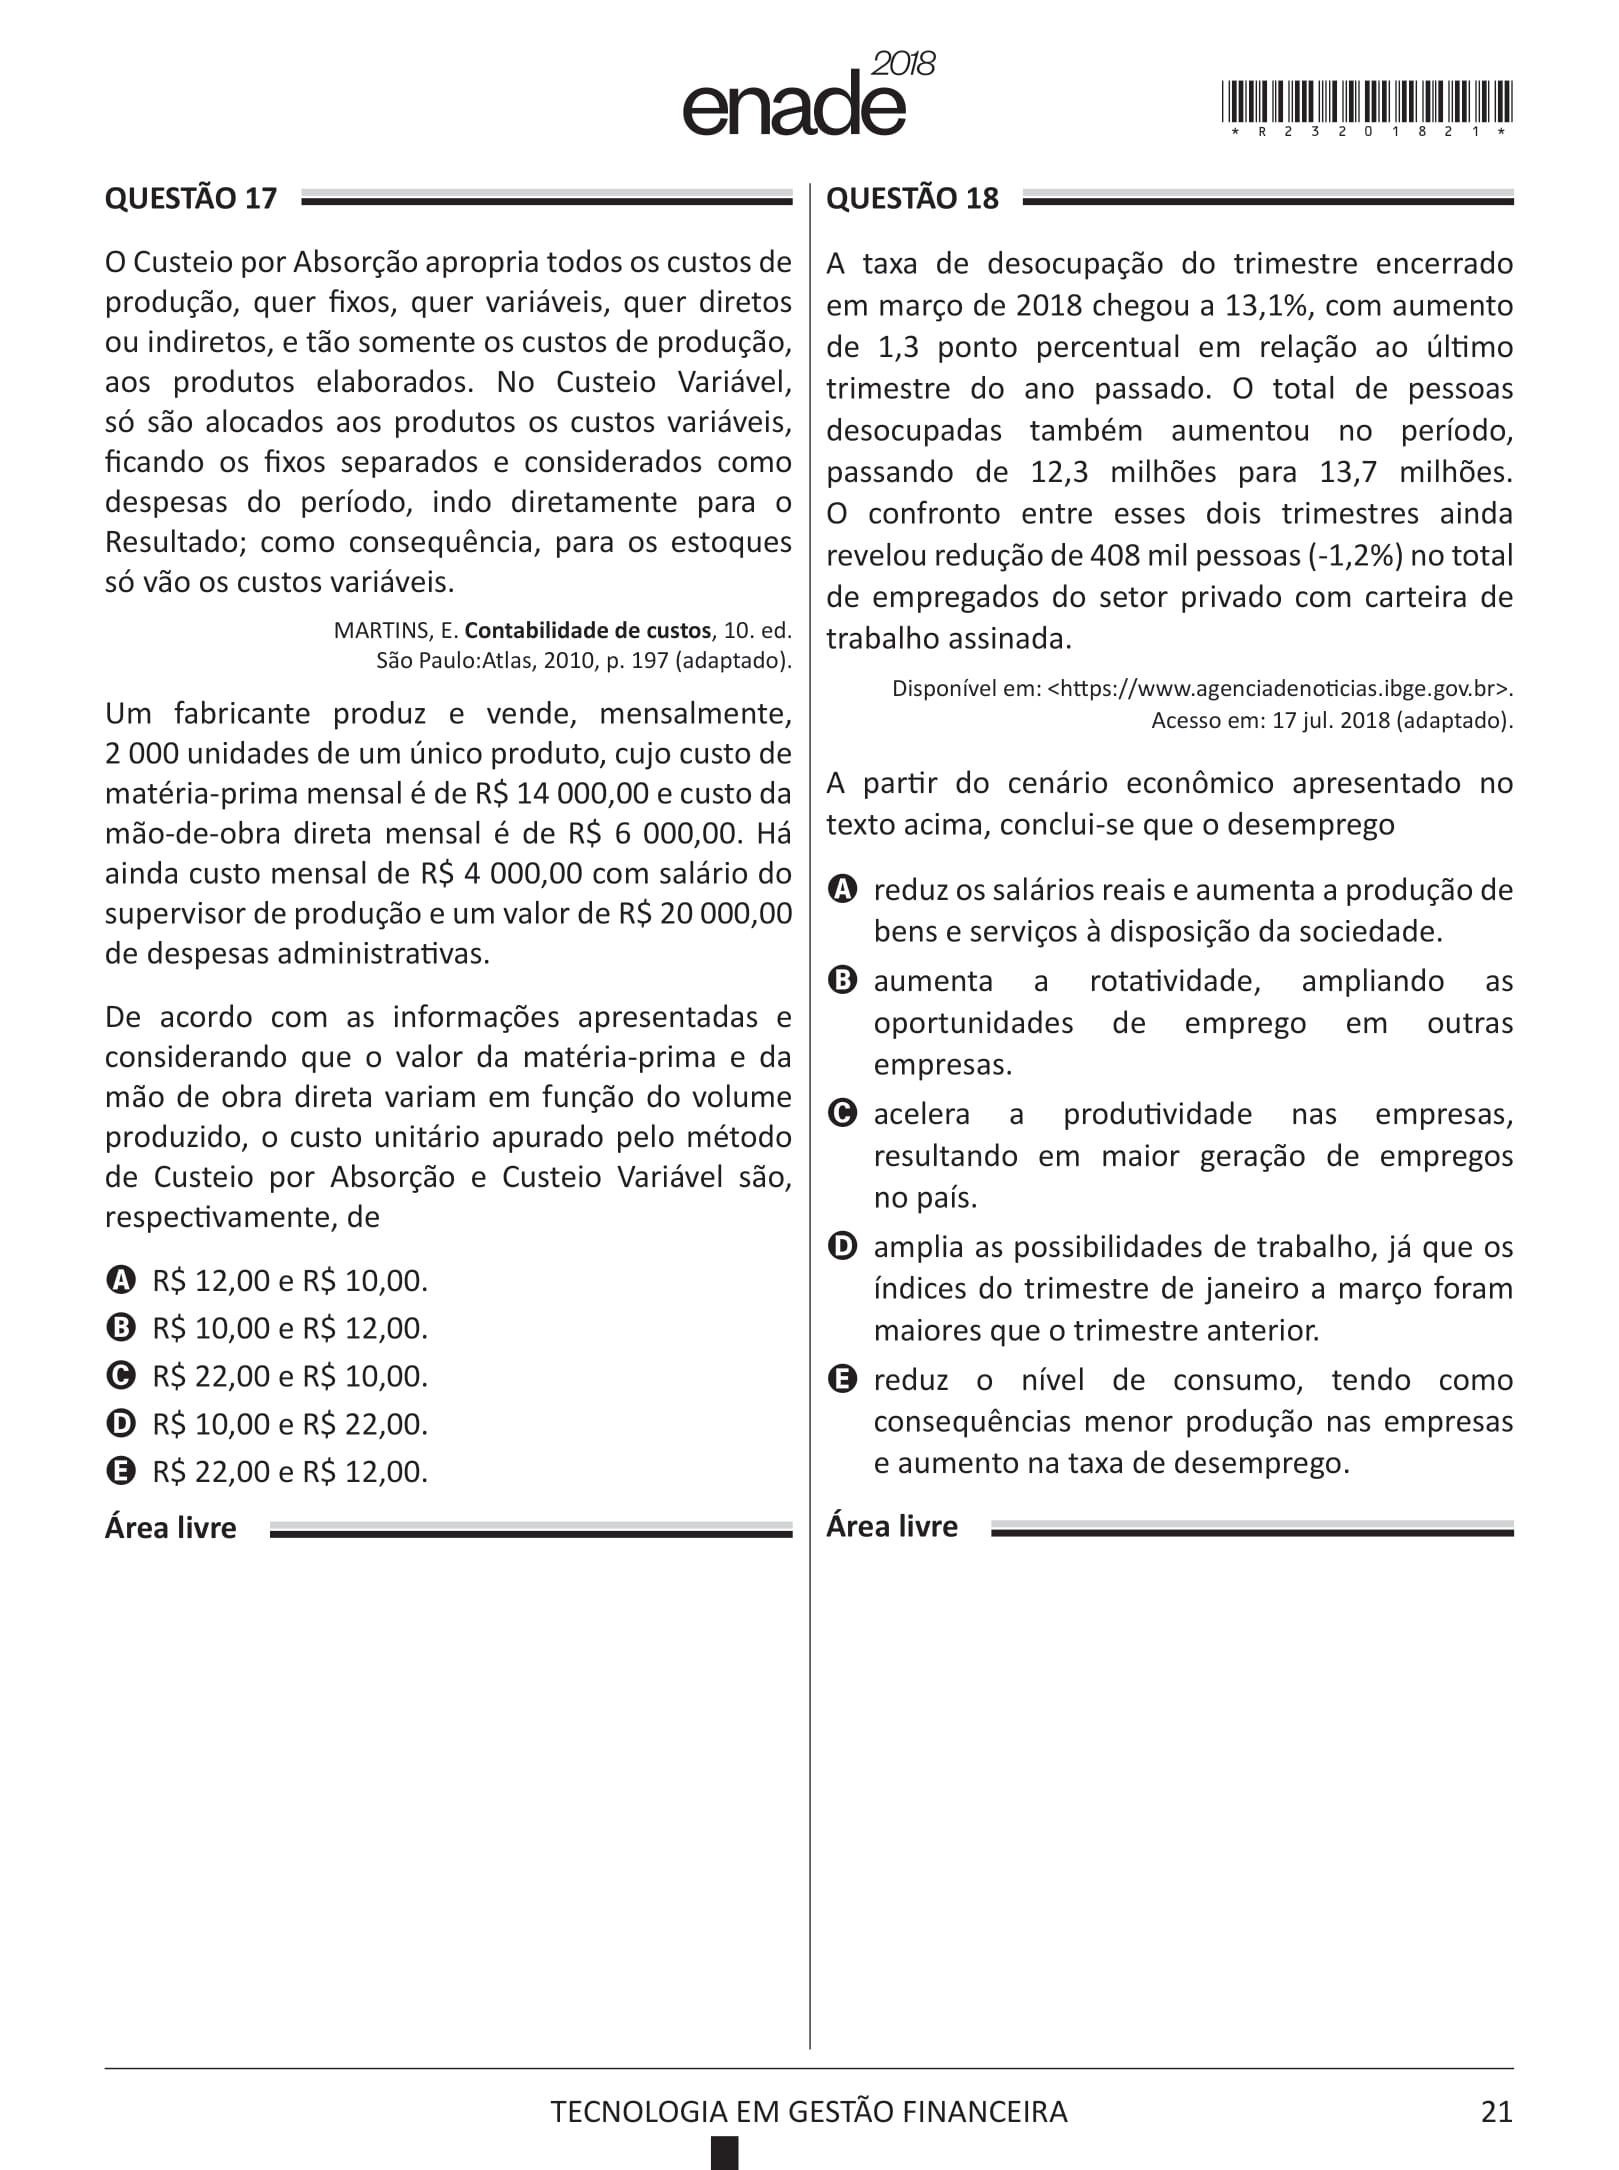 enade 2018
* R 2 3 2 0 1 8 2 1 *
QUESTÃO 17
O Custeio por Absorção apropria todos os custos de
produção, quer fixos, quer variáveis, quer diretos
ou indiretos, e tão somente os custos de produção,
aos produtos elaborados. No Custeio Variável,
só são alocados aos produtos os custos variáveis,
ficando os fixos separados e considerados como
despesas do período, indo diretamente para o
Resultado; como consequência, para os estoques
só vão os custos variáveis.
MARTINS, E. Contabilidade de custos, 10. ed.
São Paulo:Atlas, 2010, p. 197 (adaptado).
Um fabricante produz e vende, mensalmente,
2 000 unidades de um único produto, cujo custo de
matéria-prima mensal é de R$ 14 000,00 e custo da
mão-de-obra direta mensal é de R$ 6 000,00. Há
ainda custo mensal de R$ 4 000,00 com salário do
supervisor de produção e um valor de R$ 20 000,00
de despesas administrativas.
De acordo com as informações apresentadas e
considerando que o valor da matéria-prima e da
mão de obra direta variam em função do volume
produzido, o custo unitário apurado pelo método
de Custeio por Absorção e Custeio Variável são,
respectivamente, de
A R$ 12,00 e R$ 10,00.
B R$ 10,00 e R$ 12,00.
C R$ 22,00 e R$ 10,00.
D R$ 10,00 e R$ 22,00.
E R$ 22,00 e R$ 12,00.
Área livre
QUESTÃO 18
A taxa de desocupação do trimestre encerrado
em março de 2018 chegou a 13,1%, com aumento
de 1,3 ponto percentual em relação ao último
trimestre do ano passado. O total de pessoas
desocupadas também aumentou no período,
passando de 12,3 milhões para 13,7 milhões.
O confronto entre esses dois trimestres ainda
revelou redução de 408 mil pessoas (-1,2%) no total
de empregados do setor privado com carteira de
trabalho assinada.
Disponível em: <https://www.agenciadenoticias.ibge.gov.br>.
Acesso em: 17 jul. 2018 (adaptado).
A partir do cenário econômico apresentado no
texto acima, conclui-se que o desemprego
A reduz os salários reais e aumenta a produção de
bens e serviços à disposição da sociedade.
B aumenta a rotatividade, ampliando as
oportunidades de emprego em outras
empresas.
C acelera a produtividade nas empresas,
resultando em maior geração de empregos
no país.
D amplia as possibilidades de trabalho, já que os
índices do trimestre de janeiro a março foram
maiores que o trimestre anterior.
E reduz o nível de consumo, tendo como
consequências menor produção nas empresas
e aumento na taxa de desemprego.
Área livre
TECNOLOGIA EM GESTÃO FINANCEIRA
21